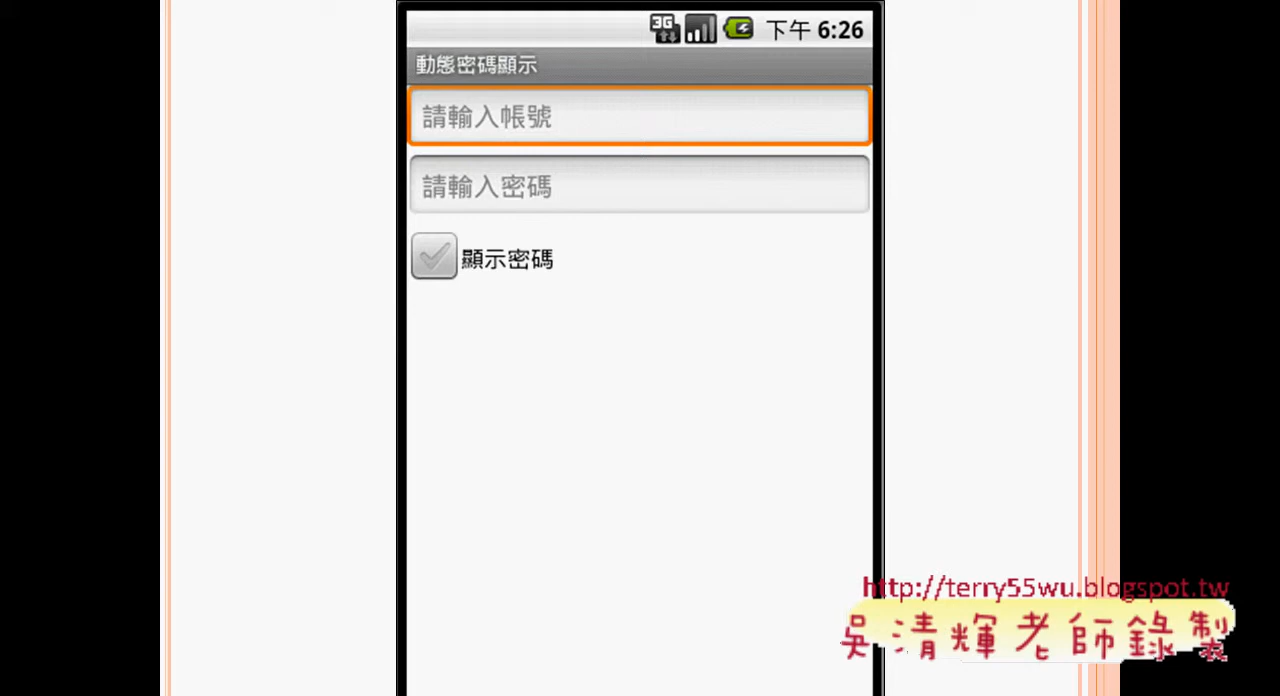 3G 下午 6:26
動態密碼顯示
請輸入帳號
請輸入密碼
顯示密碼
http://terry55wu.blogspot.tw
吳清輝老師錄製